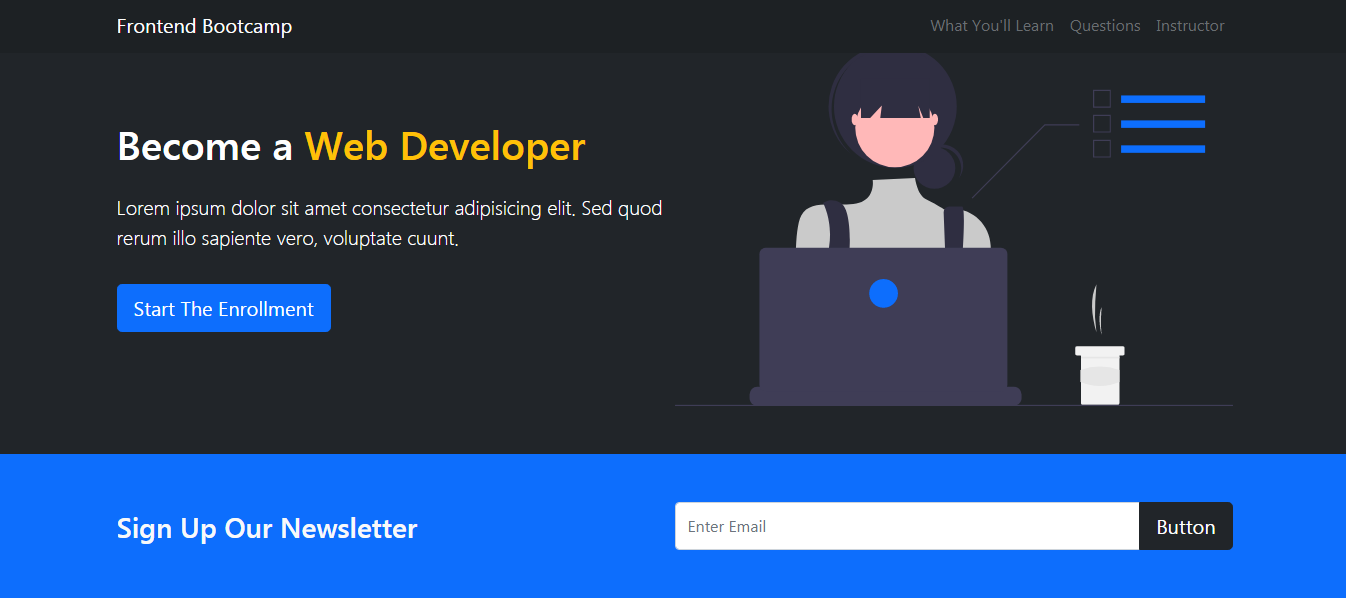 Frontend Bootcamp
What You'll Learn Questions Instructor
Become a Web Developer
Lorem ipsum dolor sit amet consectetur adipisicing elit. Sed quod
rerum illo sapiente vero, voluptate cuunt.
Start The Enrollment
Sign Up Our Newsletter
Enter Email
Button